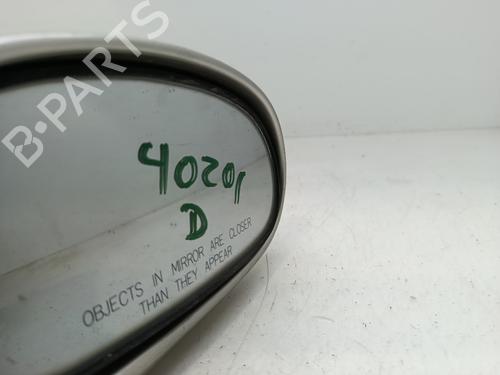 B-PARTS
40201
D
OBJECTS IN MIRROR ARE CLOSER
THAN THEY APPEAR